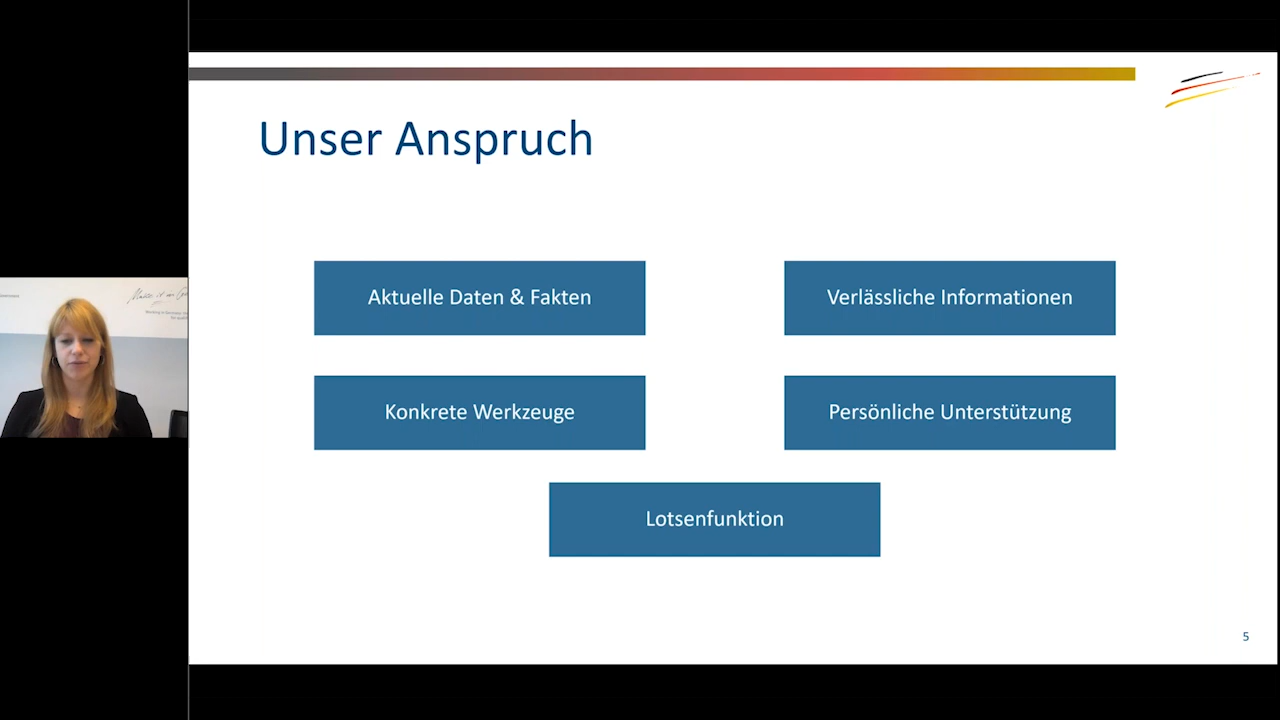 Unser Anspruch
Aktuelle Daten & Fakten
Verlässliche Informationen
Konkrete Werkzeuge
Persönliche Unterstützung
Lotsenfunktion
5